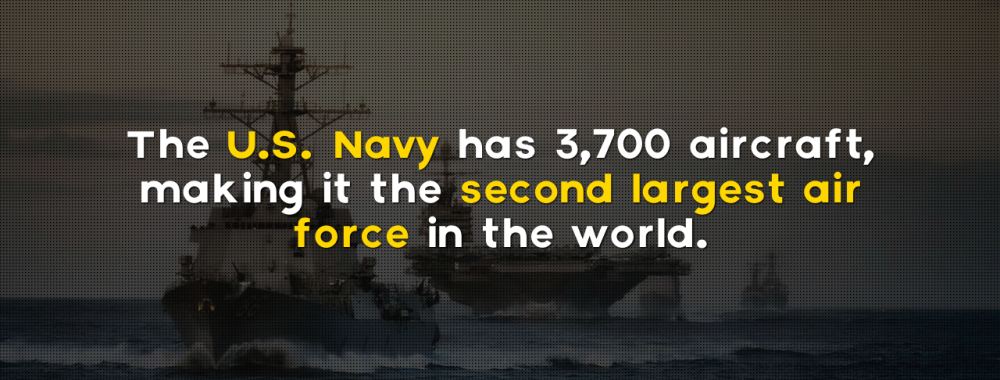 The U.S. Navy has 3,700 aircraft,
making it the second largest air
force in the world.